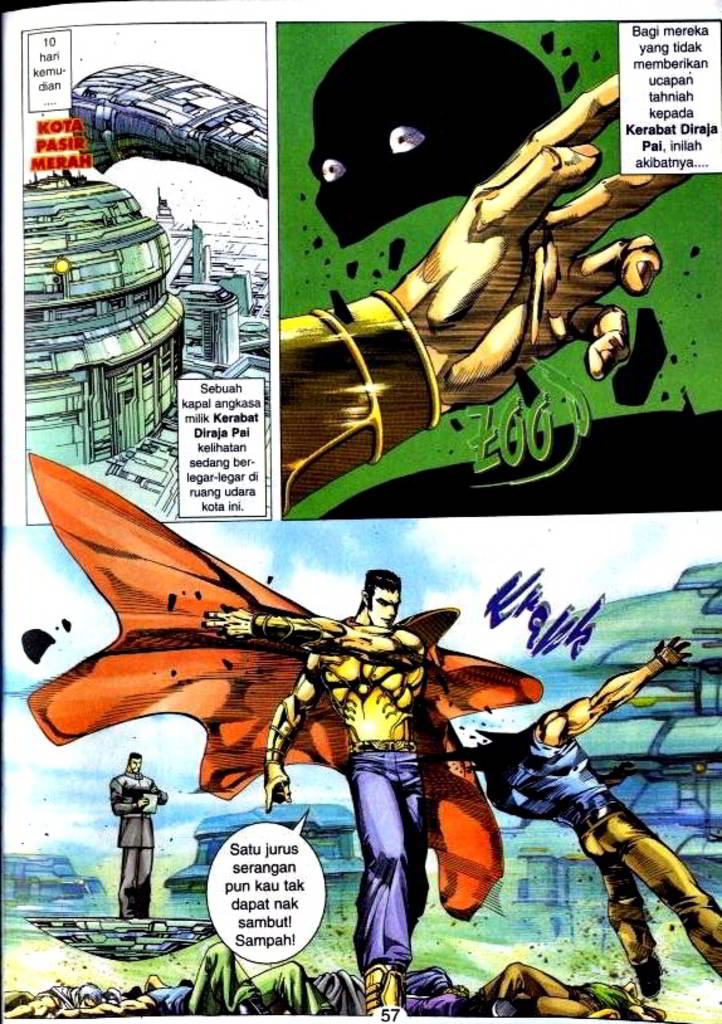 10
hari
kemu-
dian
....
KOTA
PASIR
MERAH
Sebuah
kapal angkasa
milik Kerabat
Diraja Pai
kelihatan
sedang ber-
legar-legar di
ruang udara
kota ini.
Bagi mereka
yang tidak
memberikan
ucapan
tahniah
kepada
Kerabat Diraja
Pai, inilah
akibatnya....
ZOO
Satu jurus
serangan
pun kau tak
dapat nak
sambut!
Sampah!
57